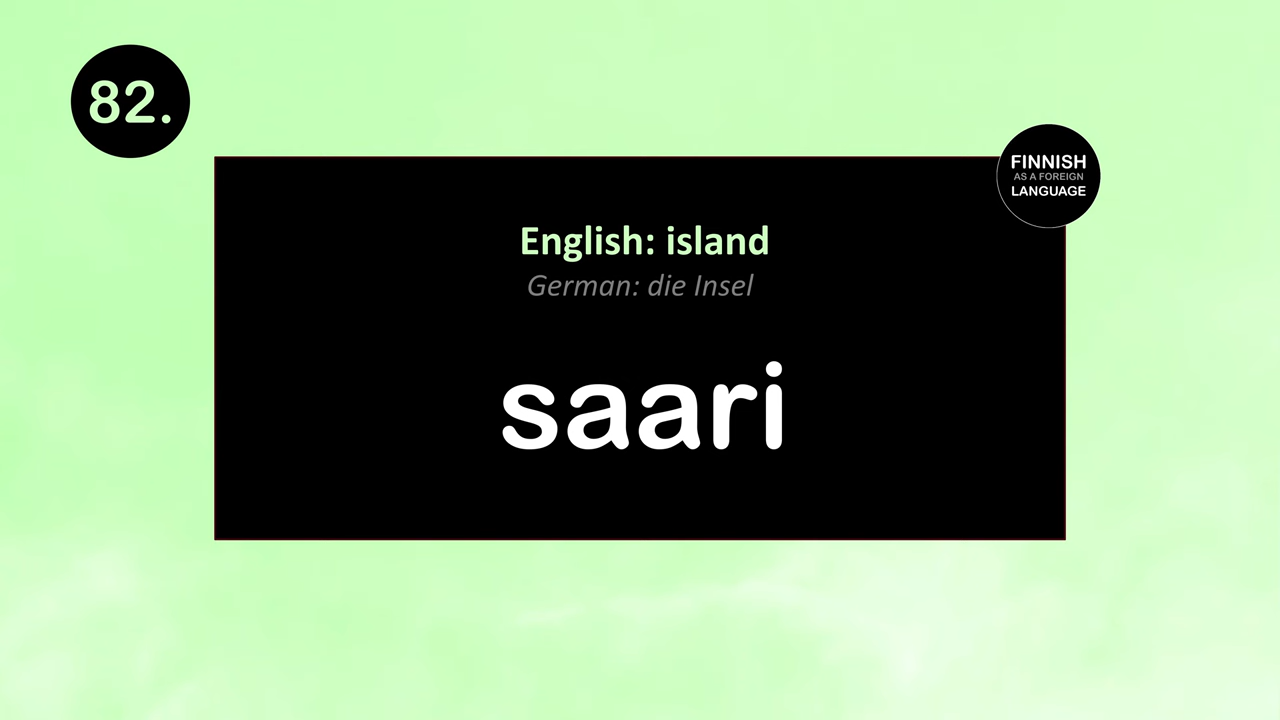 82.
FINNISH
AS A FOREIGN
LANGUAGE
English: island
German: die Insel
saari